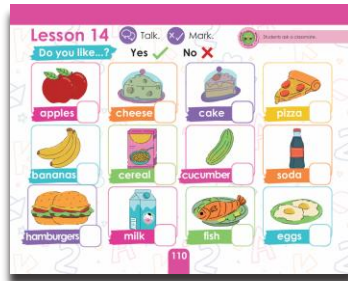 Lesson 14 Talk. Mark.
Students ask a classmate.
Do you like...? Yes No
apples cheese cake pizza
bananas cereal cucumber soda
hamburgers milk fish eggs
110